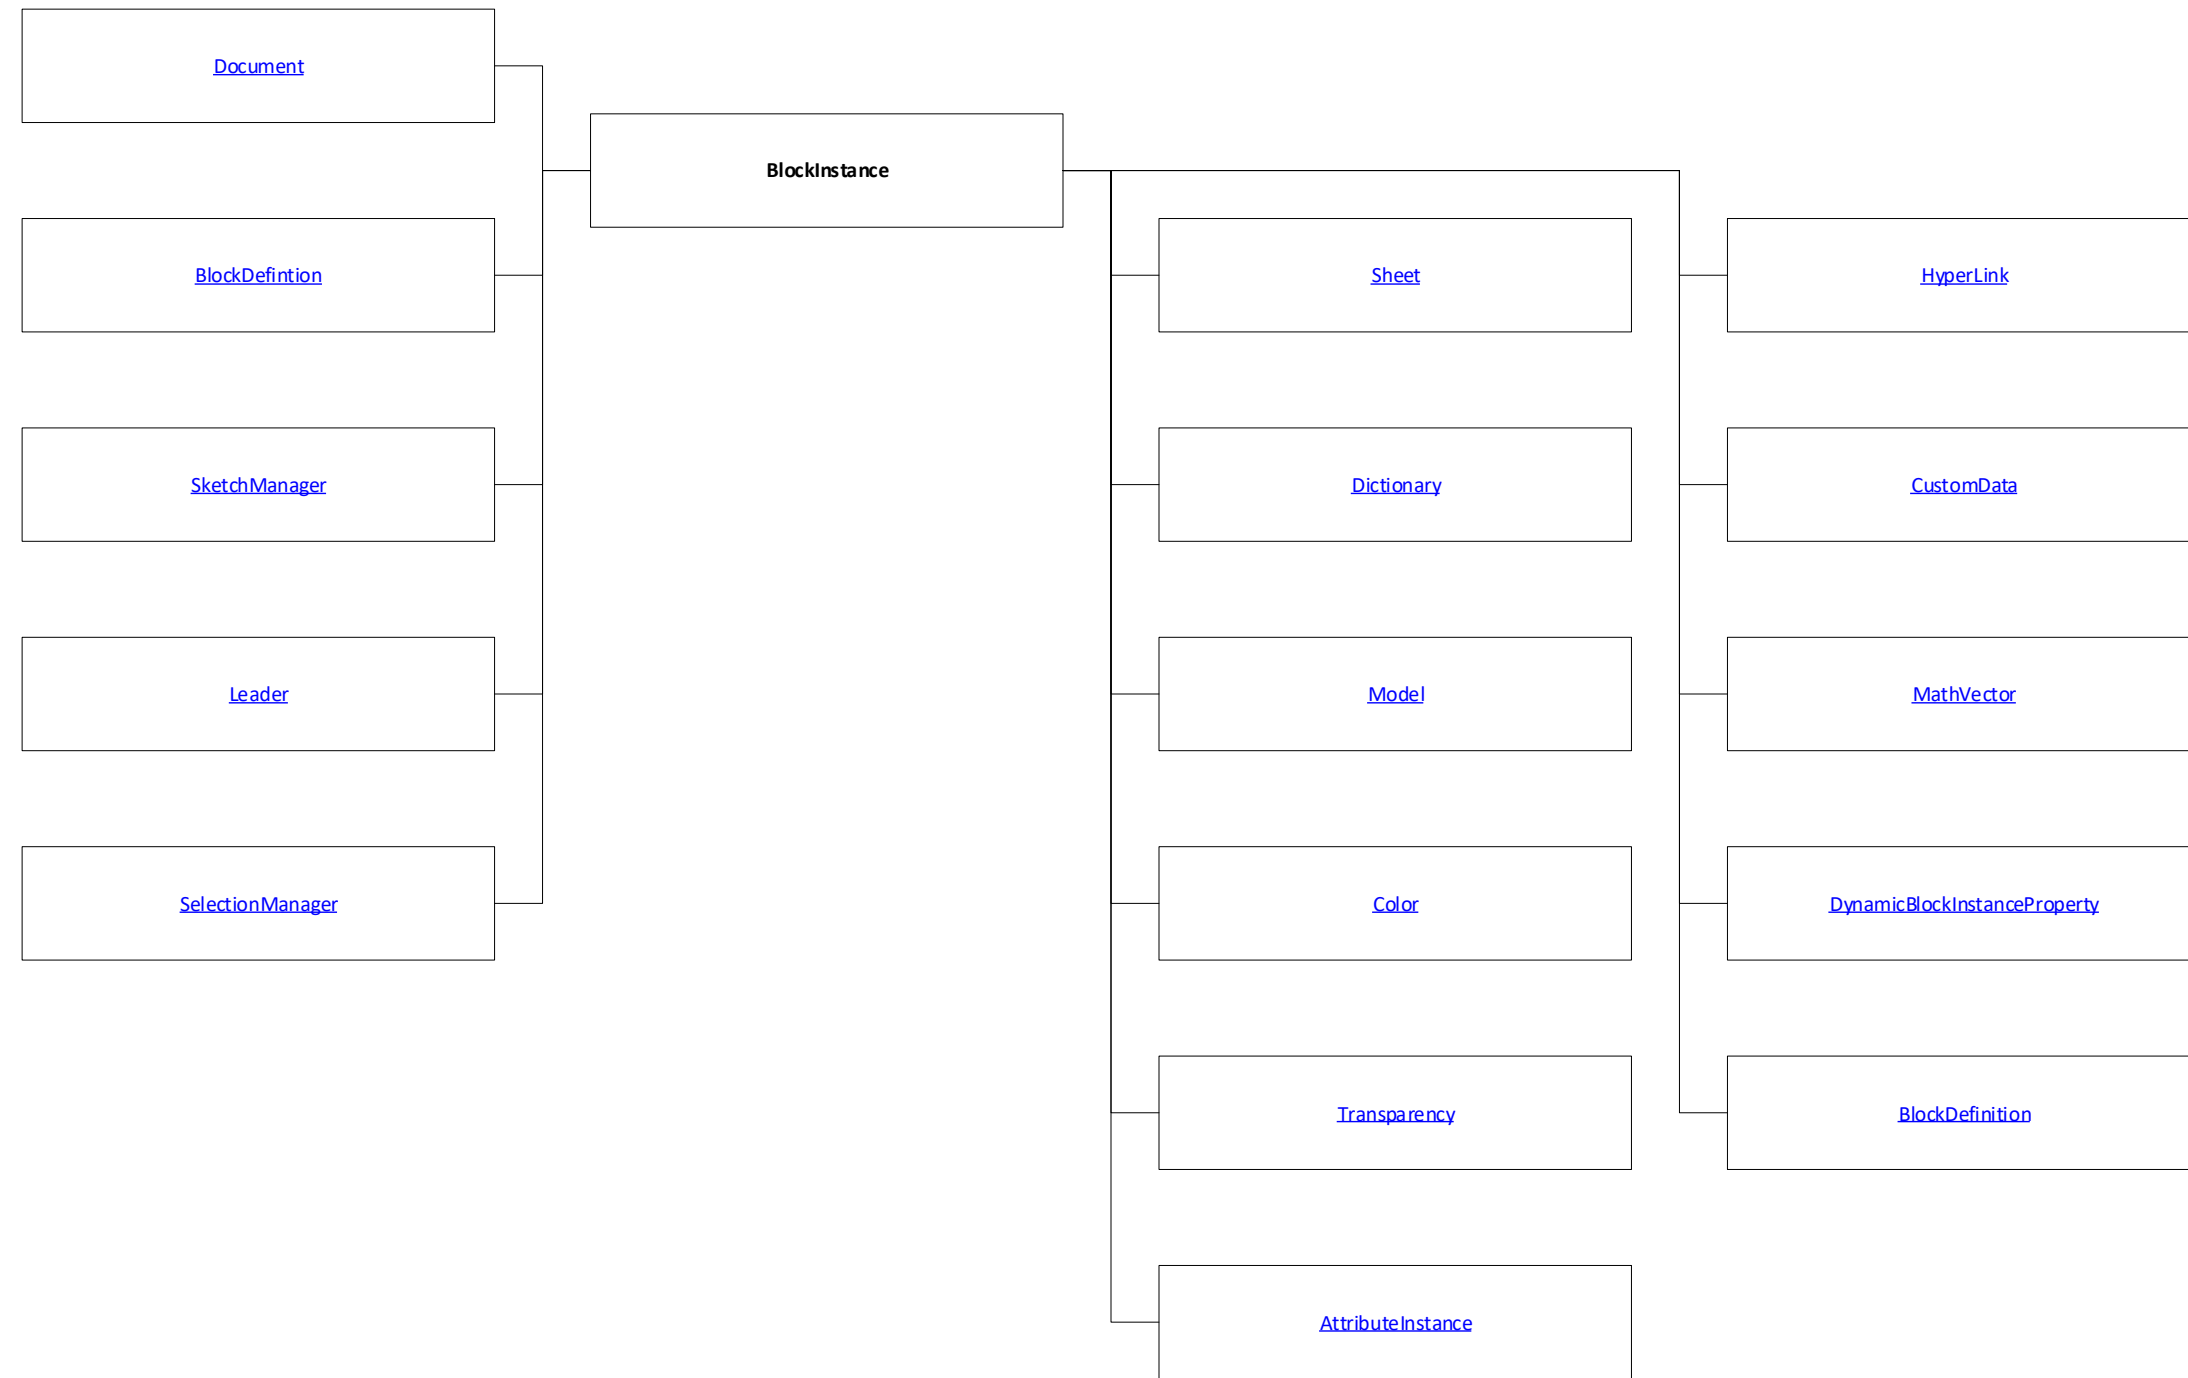 Document
BlockInstance
BlockDefintion
Sheet
HyperLink
SketchManager
Dictionary
CustomData
Leader
Model
MathVector
SelectionManager
Color
DynamicBlockInstanceProperty
Transparency
BlockDefinition
AttributeInstance